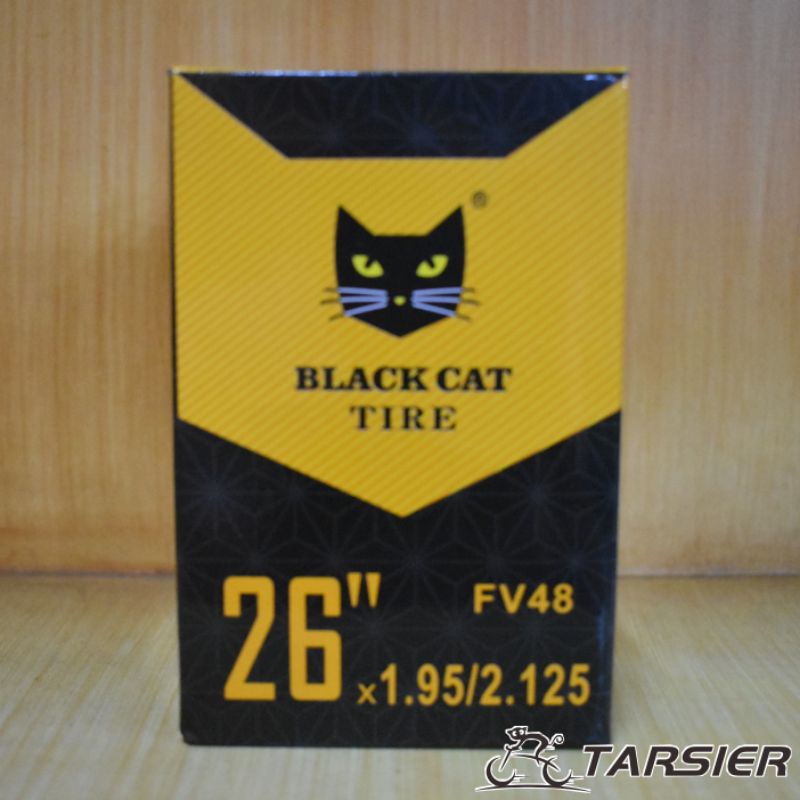 ®
BLACK CAT
TIRE
26" FV48
x1.95/2.125
TARSIER